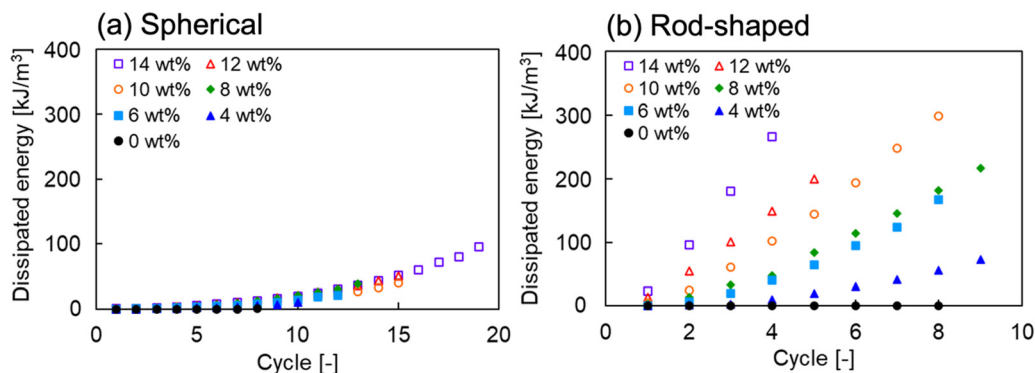 (a) Spherical
Dissipated energy [kJ/m³]
400
300
200
100
0
14 wt%
12 wt%
10 wt%
8 wt%
6 wt%
4 wt%
0 wt%
0
5
10
15
20
Cycle [-]
(b) Rod-shaped
Dissipated energy [kJ/m³]
400
300
200
100
0
14 wt%
12 wt%
10 wt%
8 wt%
6 wt%
4 wt%
0 wt%
0
2
4
6
8
10
Cycle [-]